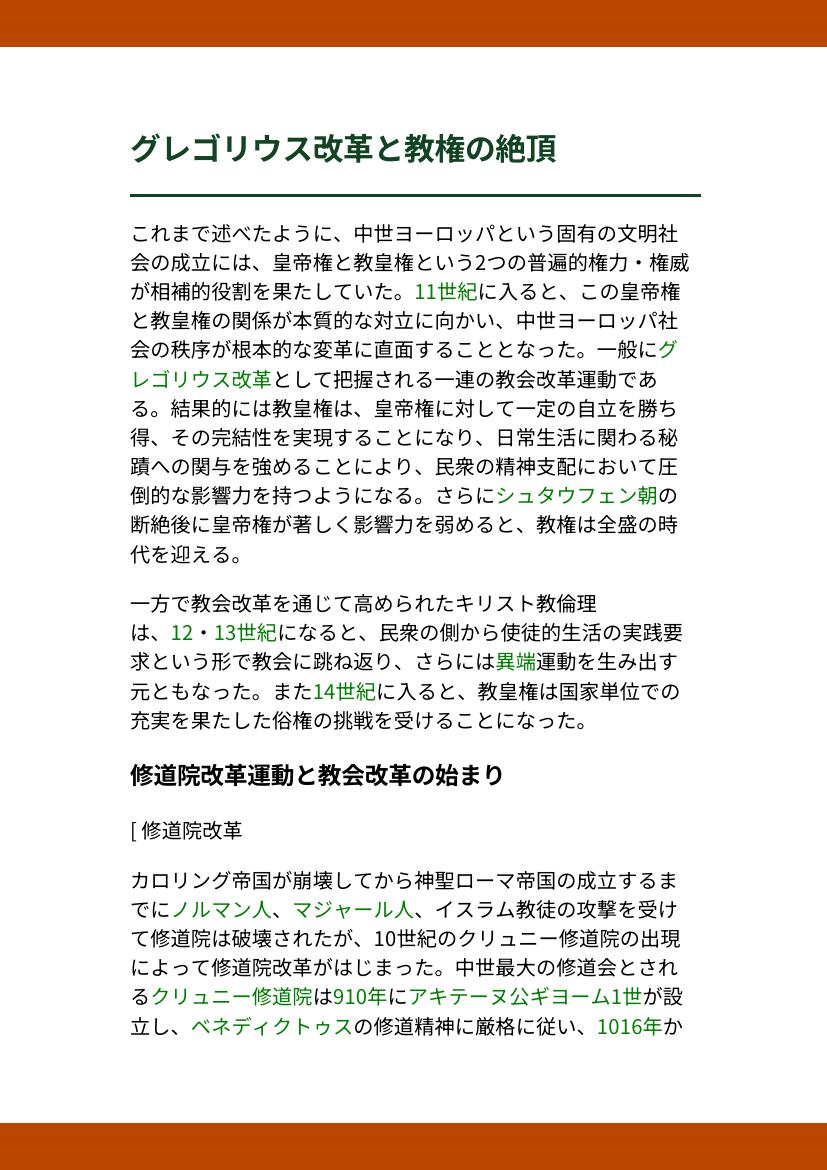 グレゴリウス改革と教権の絶頂
これまで述べたように、中世ヨーロッパという固有の文明社
会の成立には、皇帝権と教皇権という2つの普遍的権力・権威
が相補的役割を果たしていた。11世紀に入ると、この皇帝権
と教皇権の関係が本質的な対立に向かい、中世ヨーロッパ社
会の秩序が根本的な変革に直面することとなった。一般にグ
レゴリウス改革として把握される一連の教会改革運動であ
る。結果的には教皇権は、皇帝権に対して一定の自立を勝ち
得、その完結性を実現することになり、日常生活に関わる秘
蹟への関与を強めることにより、民衆の精神支配において圧
倒的な影響力を持つようになる。さらにシュタウフェン朝の
断絶後に皇帝権が著しく影響力を弱めると、教権は全盛の時
代を迎える。
一方で教会改革を通じて高められたキリスト教倫理
は、12・13世紀になると、民衆の側から使徒的生活の実践要
求という形で教会に跳ね返り、さらには異端運動を生み出す
元ともなった。また14世紀に入ると、教皇権は国家単位での
充実を果たした俗権の挑戦を受けることになった。
修道院改革運動と教会改革の始まり
[ 修道院改革
カロリング帝国が崩壊してから神聖ローマ帝国の成立するま
でにノルマン人、マジャール人、イスラム教徒の攻撃を受け
て修道院は破壊されたが、10世紀のクリュニー修道院の出現
によって修道院改革がはじまった。中世最大の修道会とされ
るクリュニー修道院は910年にアキテーヌ公ギヨーム1世が設
立し、ベネディクトゥスの修道精神に厳格に従い、1016年か